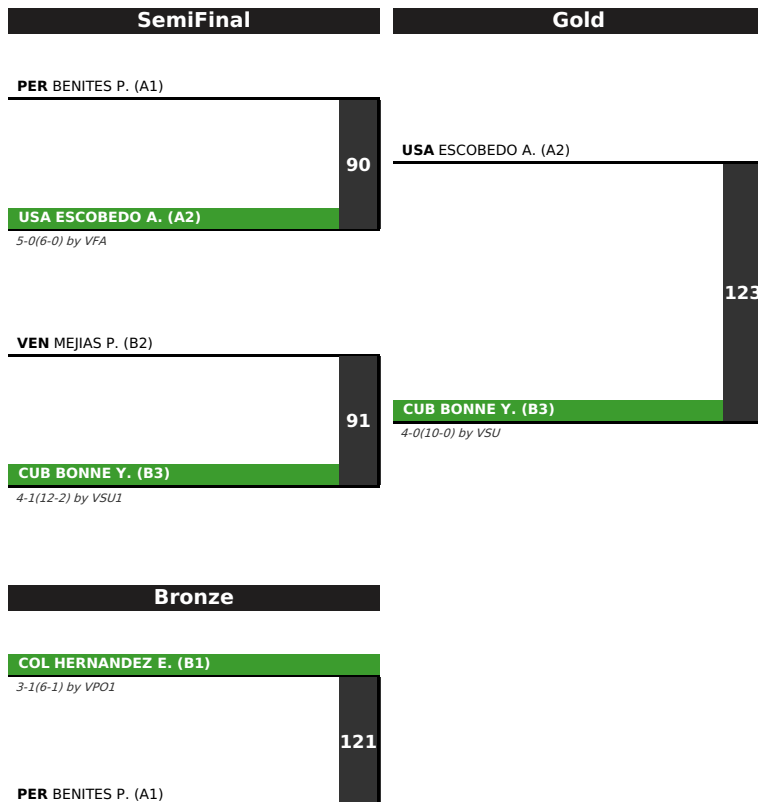 SemiFinal
PER BENITES P. (A1)
90
USA ESCOBEDO A. (A2)
5-0(6-0) by VFA
VEN MEJIAS P. (B2)
91
CUB BONNE Y. (B3)
4-1(12-2) by VSU1
Gold
USA ESCOBEDO A. (A2)
123
CUB BONNE Y. (B3)
4-0(10-0) by VSU
Bronze
COL HERNANDEZ E. (B1)
3-1(6-1) by VPO1
121
PER BENITES P. (A1)